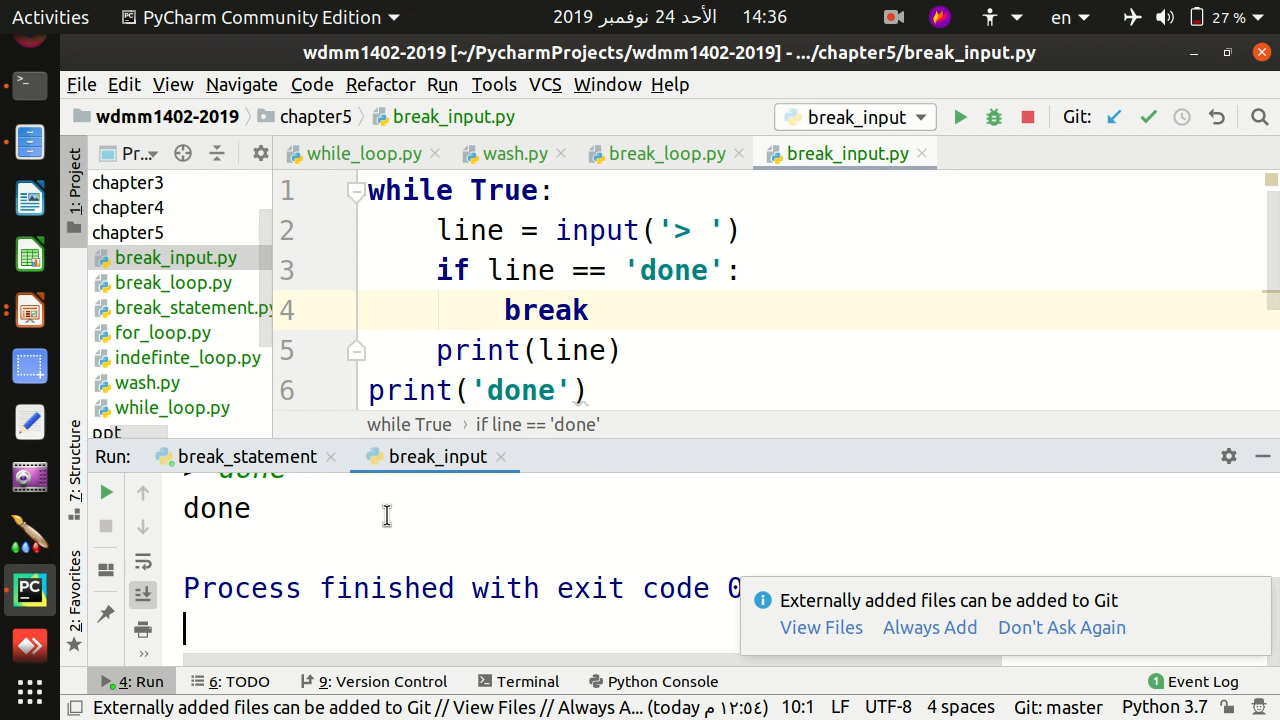 Activities PyCharm Community Edition الأحد 24 نوفمبر 2019 14:36 en 27 %
wdmm1402-2019 [~/PycharmProjects/wdmm1402-2019] - .../chapter5/break_input.py
File Edit View Navigate Code Refactor Run Tools VCS Window Help
wdmm1402-2019 chapter5 break_input.py break_input Git:
1: Project
Pr... while_loop.py wash.py break_loop.py break_input.py
chapter3
chapter4
chapter5
break_input.py
break_loop.py
break_statement.py
for_loop.py
indefinte_loop.py
wash.py
while_loop.py
ppt
1 while True:
2 line = input('> ')
3 if line == 'done':
4 break
5 print(line)
6 print('done')
while True › if line == 'done'
7: Structure
2: Favorites
Run: break_statement break_input
> done
done
Process finished with exit code 0
Externally added files can be added to Git
View Files Always Add Don't Ask Again
4: Run 6: TODO 9: Version Control Terminal Python Console 1 Event Log
Externally added files can be added to Git // View Files // Always A... (today م ١٢:٥٤) 10:1 LF UTF-8 4 spaces Git: master Python 3.7